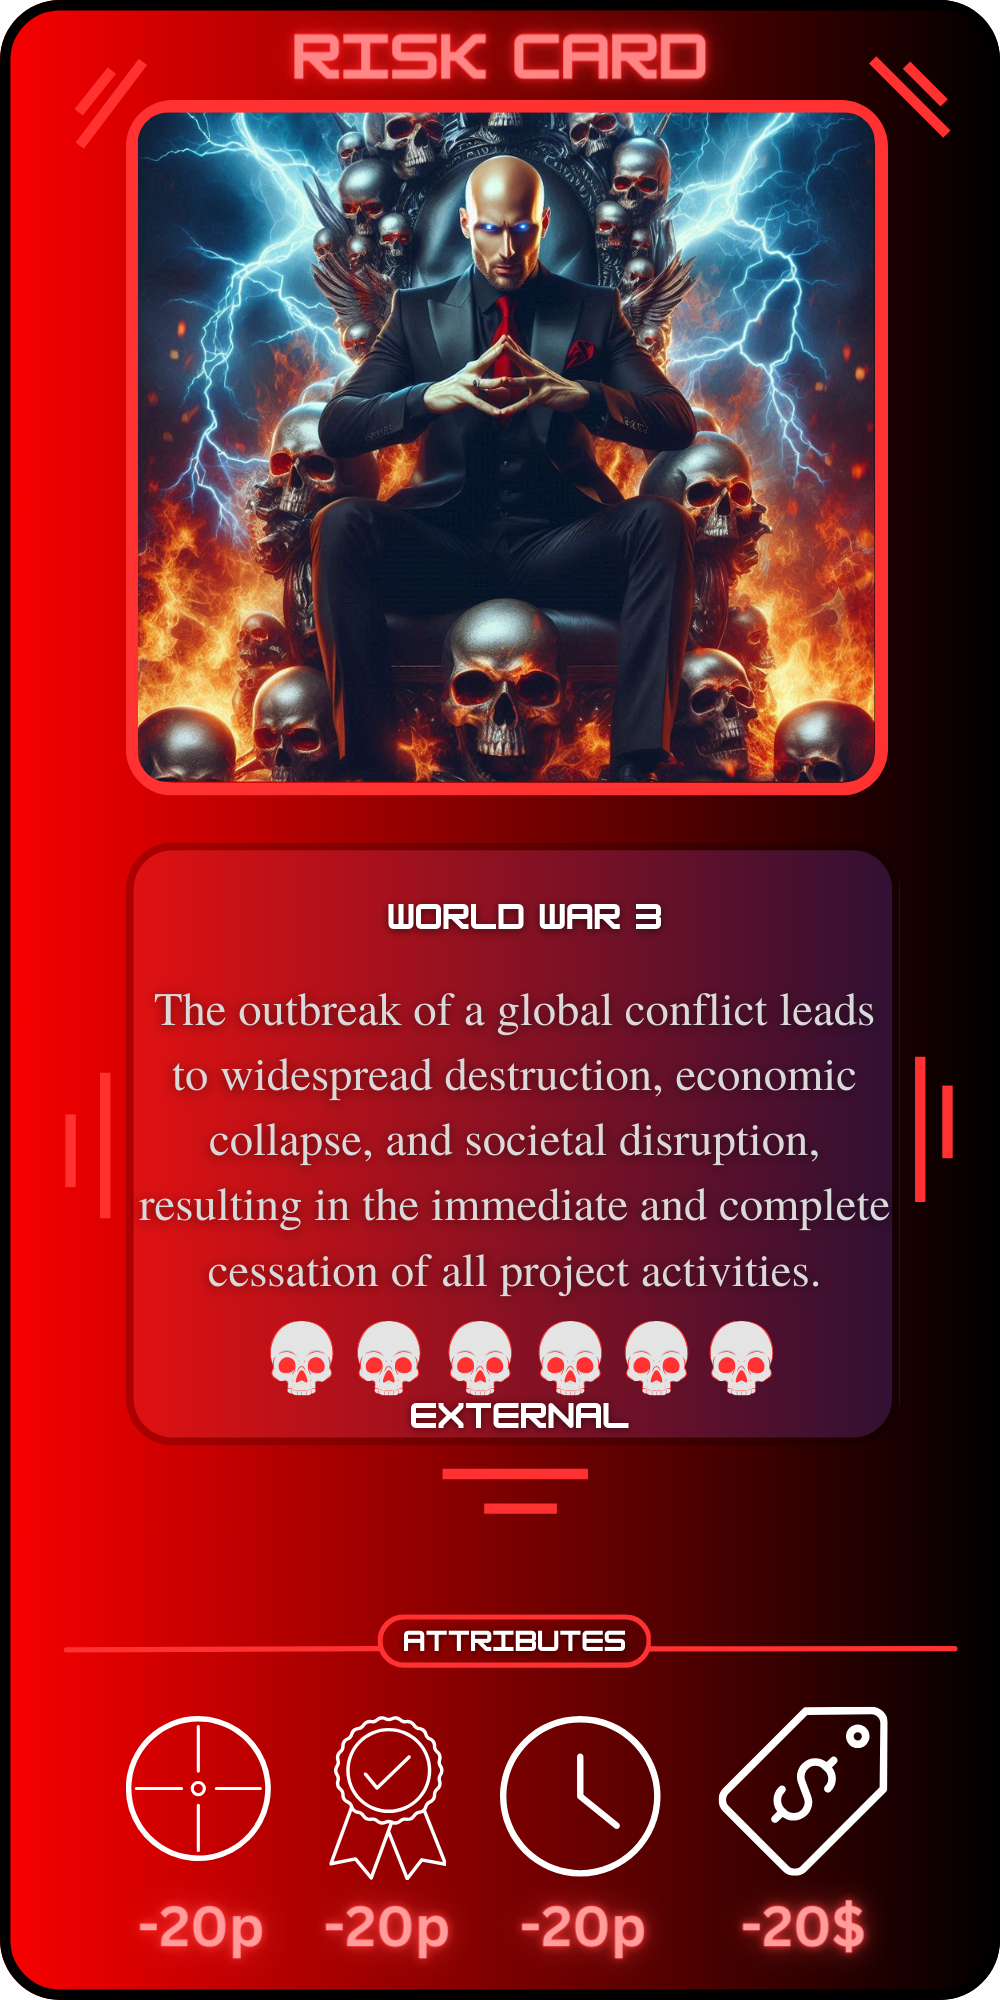 RISK CARD
WORLD WAR 3
The outbreak of a global conflict leads
to widespread destruction, economic
collapse, and societal disruption,
resulting in the immediate and complete
cessation of all project activities.
EXTERNAL
ATTRIBUTES
$
-20p -20p -20p -20$